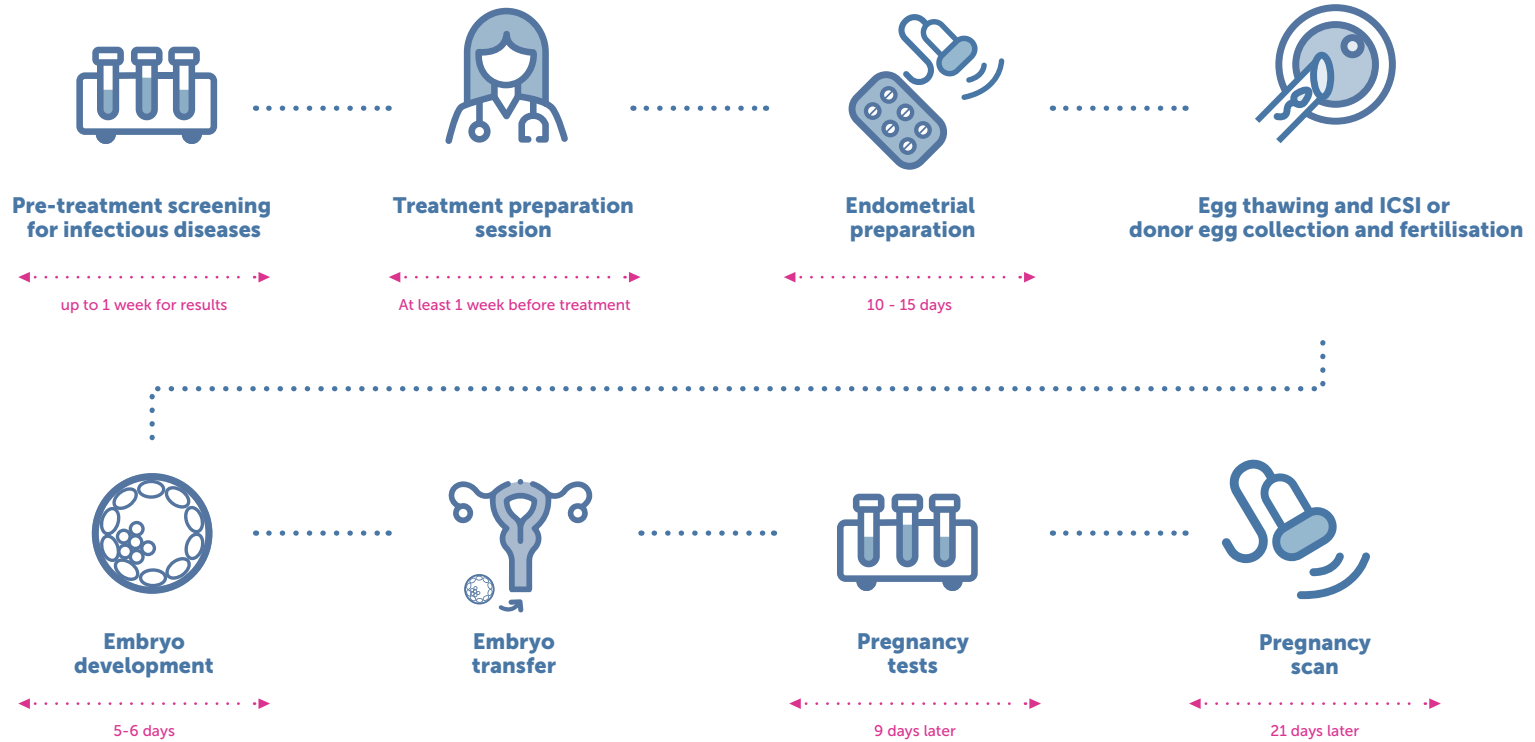 Pre-treatment screening
for infectious diseases
up to 1 week for results
Treatment preparation
session
At least 1 week before treatment
Endometrial
preparation
10 - 15 days
Egg thawing and ICSI or
donor egg collection and fertilisation
Embryo
development
5-6 days
Embryo
transfer
Pregnancy
tests
9 days later
Pregnancy
scan
21 days later